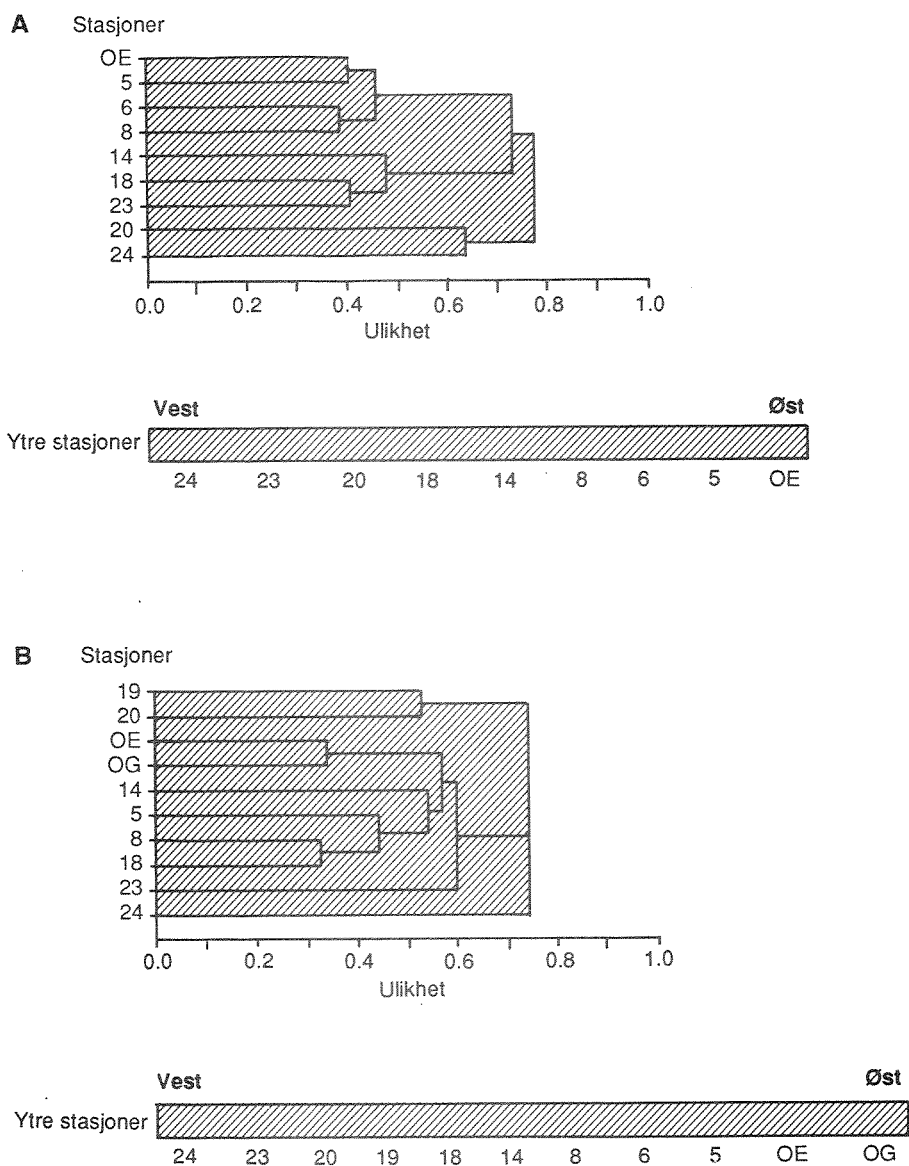 A Stasjoner
OE
5
6
8
14
18
23
20
24
0.0 0.2 0.4 0.6 0.8 1.0
Ulikhet
Vest Øst
Ytre stasjoner
24 23 20 18 14 8 6 5 OE
B Stasjoner
19
20
OE
OG
14
5
8
18
23
24
0.0 0.2 0.4 0.6 0.8 1.0
Ulikhet
Vest Øst
Ytre stasjoner
24 23 20 19 18 14 8 6 5 OE OG